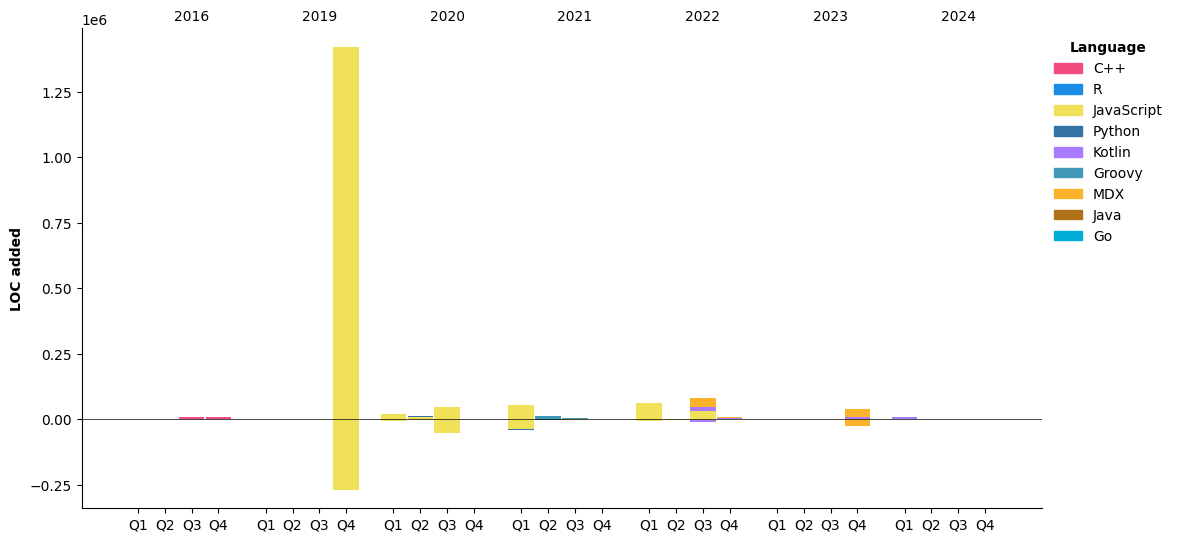 2016 2019 2020 2021 2022 2023 2024
1e6
Language
C++
R
JavaScript
Python
Kotlin
Groovy
MDX
Java
Go
LOC added
1.25
1.00
0.75
0.50
0.25
0.00
−0.25
Q1 Q2 Q3 Q4 Q1 Q2 Q3 Q4 Q1 Q2 Q3 Q4 Q1 Q2 Q3 Q4 Q1 Q2 Q3 Q4 Q1 Q2 Q3 Q4 Q1 Q2 Q3 Q4